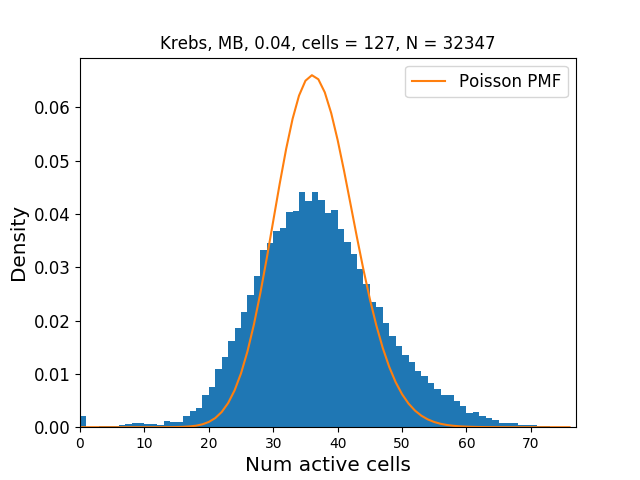 Krebs, MB, 0.04, cells = 127, N = 32347
Poisson PMF
0.06
0.05
0.04
0.03
0.02
0.01
0.00
Density
0 10 20 30 40 50 60 70
Num active cells